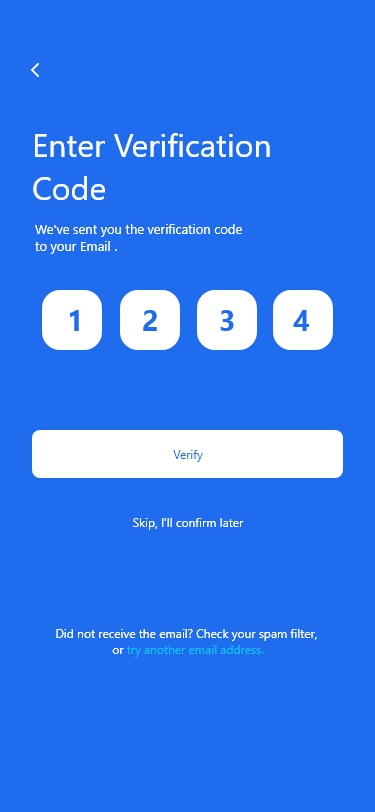 Enter Verification
Code
We've sent you the verification code
to your Email .
1 2 3 4
Verify
Skip, I'll confirm later
Did not receive the email? Check your spam filter,
or try another email address.